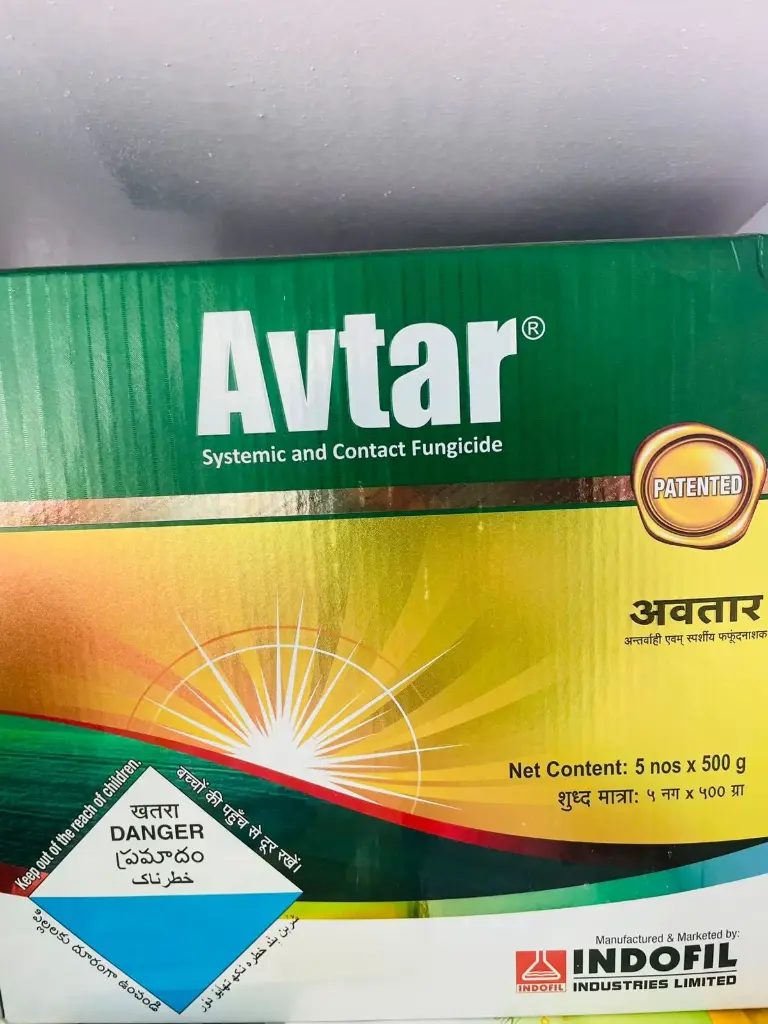 Avtar®
Systemic and Contact Fungicide
PATENTED
अवतार
अन्तर्वाही एवम् स्पर्शीय फफूंदनाशक
Net Content: 5 nos x 500 g
शुध्द मात्रा: ५ नग x ५०० ग्रा
Keep out of the reach of children.
बच्चों की पहुँच से दूर रखें।
खतरा
DANGER
ప్రమాదం
خطرناک
పిల్లలకు దూరంగా ఉంచండి
Manufactured & Marketed by:
INDOFIL
INDOFIL
INDUSTRIES LIMITED